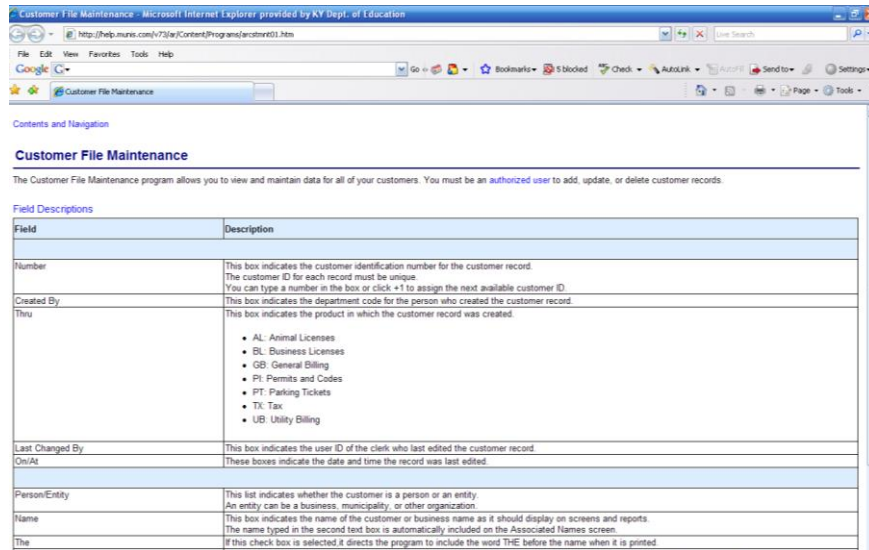 Customer File Maintenance - Microsoft Internet Explorer provided by KY Dept. of Education
http://help.munis.com/v73/ar/Content/Programs/arcstmnt01.htm
Live Search
File Edit View Favorites Tools Help
Google
Go
Bookmarks
5 blocked
Check
AutoLink
AutoFill
Send to
Settings
Customer File Maintenance
Page
Tools
Contents and Navigation
Customer File Maintenance
The Customer File Maintenance program allows you to view and maintain data for all of your customers. You must be an authorized user to add, update, or delete customer records.
Field Descriptions
Field Description
Number This box indicates the customer identification number for the customer record.
The customer ID for each record must be unique.
You can type a number in the box or click +1 to assign the next available customer ID.
Created By This box indicates the department code for the person who created the customer record.
Thru This box indicates the product in which the customer record was created.
• AL: Animal Licenses
• BL: Business Licenses
• GB: General Billing
• PI: Permits and Codes
• PT: Parking Tickets
• TX: Tax
• UB: Utility Billing
Last Changed By This box indicates the user ID of the clerk who last edited the customer record.
On/At These boxes indicate the date and time the record was last edited.
Person/Entity This list indicates whether the customer is a person or an entity.
An entity can be a business, municipality, or other organization.
Name This box indicates the name of the customer or business name as it should display on screens and reports.
The name typed in the second text box is automatically included on the Associated Names screen.
The If this check box is selected,it directs the program to include the word THE before the name when it is printed.